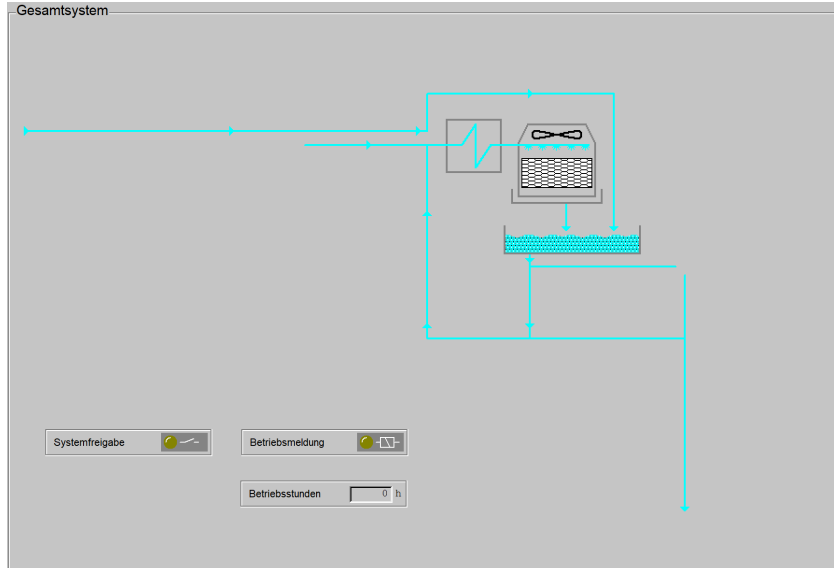 Gesamtsystem
Systemfreigabe
Betriebsmeldung
Betriebsstunden 0 h